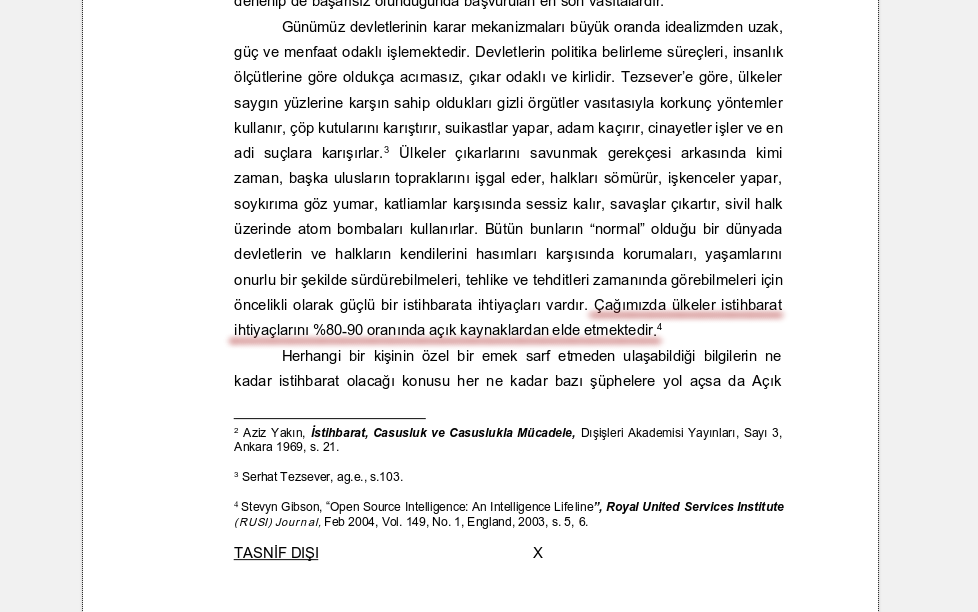 denenip de başarısız olunduğunda başvurulan en son vasıtalardır.
Günümüz devletlerinin karar mekanizmaları büyük oranda idealizmden uzak,
güç ve menfaat odaklı işlemektedir. Devletlerin politika belirleme süreçleri, insanlık
ölçütlerine göre oldukça acımasız, çıkar odaklı ve kirlidir. Tezsever’e göre, ülkeler
saygın yüzlerine karşın sahip oldukları gizli örgütler vasıtasıyla korkunç yöntemler
kullanır, çöp kutularını karıştırır, suikastlar yapar, adam kaçırır, cinayetler işler ve en
adi suçlara karışırlar.³ Ülkeler çıkarlarını savunmak gerekçesi arkasında kimi
zaman, başka ulusların topraklarını işgal eder, halkları sömürür, işkenceler yapar,
soykırıma göz yumar, katliamlar karşısında sessiz kalır, savaşlar çıkartır, sivil halk
üzerinde atom bombaları kullanırlar. Bütün bunların “normal” olduğu bir dünyada
devletlerin ve halkların kendilerini hasımları karşısında korumaları, yaşamlarını
onurlu bir şekilde sürdürebilmeleri, tehlike ve tehditleri zamanında görebilmeleri için
öncelikli olarak güçlü bir istihbarata ihtiyaçları vardır. Çağımızda ülkeler istihbarat
ihtiyaçlarını %80-90 oranında açık kaynaklardan elde etmektedir.⁴
Herhangi bir kişinin özel bir emek sarf etmeden ulaşabildiği bilgilerin ne
kadar istihbarat olacağı konusu her ne kadar bazı şüphelere yol açsa da Açık
² Aziz Yakın, İstihbarat, Casusluk ve Casuslukla Mücadele, Dışişleri Akademisi Yayınları, Sayı 3,
Ankara 1969, s. 21.
³ Serhat Tezsever, ag.e., s.103.
⁴ Stevyn Gibson, “Open Source Intelligence: An Intelligence Lifeline”, Royal United Services Institute
(RUSI) Journal, Feb 2004, Vol. 149, No. 1, England, 2003, s. 5, 6.
TASNİF DIŞI X